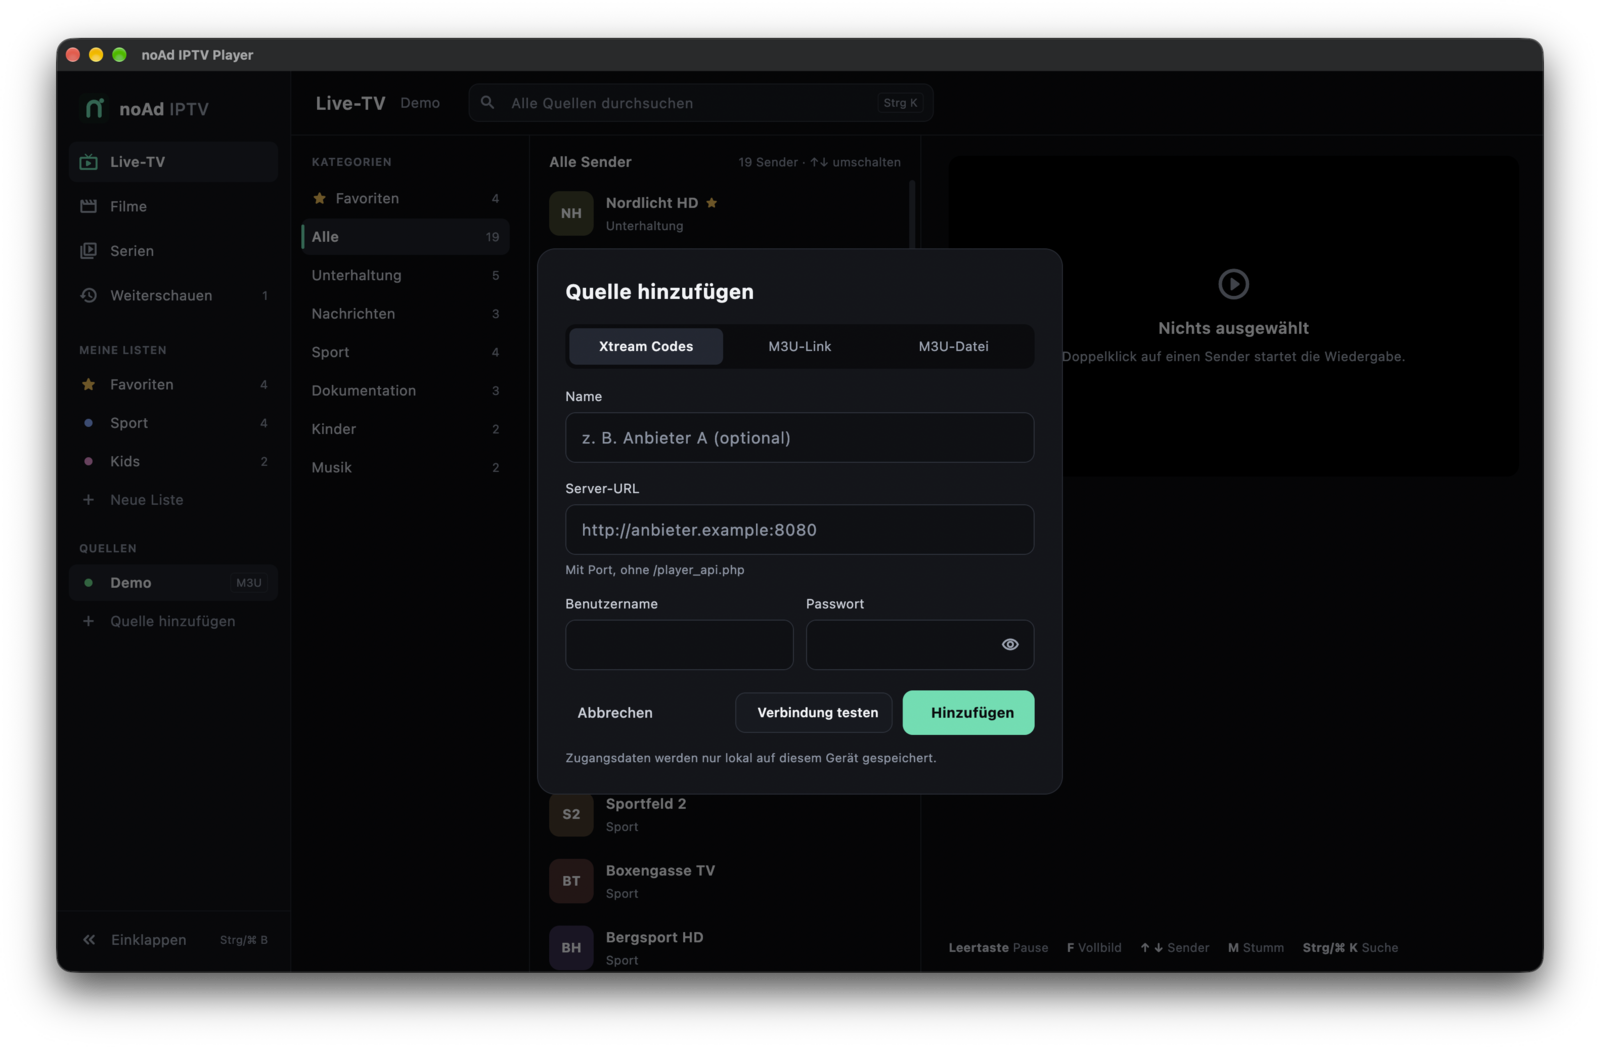 noAd IPTV Player
noAd IPTV
Live-TV
Filme
Serien
Weiterschauen 1
MEINE LISTEN
Favoriten 4
Sport 4
Kids 2
+ Neue Liste
QUELLEN
Demo M3U
+ Quelle hinzufügen
« Einklappen Strg/⌘ B
Live-TV Demo
Alle Quellen durchsuchen Strg K
KATEGORIEN
Favoriten 4
Alle 19
Unterhaltung 5
Nachrichten 3
Sport 4
Dokumentation 3
Kinder 2
Musik 2
Alle Sender 19 Sender · ↑↓ umschalten
NH Nordlicht HD ★
Unterhaltung
Quelle hinzufügen
Xtream Codes M3U-Link M3U-Datei
Name
z. B. Anbieter A (optional)
Server-URL
http://anbieter.example:8080
Mit Port, ohne /player_api.php
Benutzername Passwort
Abbrechen Verbindung testen Hinzufügen
Zugangsdaten werden nur lokal auf diesem Gerät gespeichert.
S2 Sportfeld 2
Sport
BT Boxengasse TV
Sport
BH Bergsport HD
Sport
Nichts ausgewählt
Doppelklick auf einen Sender startet die Wiedergabe.
Leertaste Pause F Vollbild ↑ ↓ Sender M Stumm Strg/⌘ K Suche